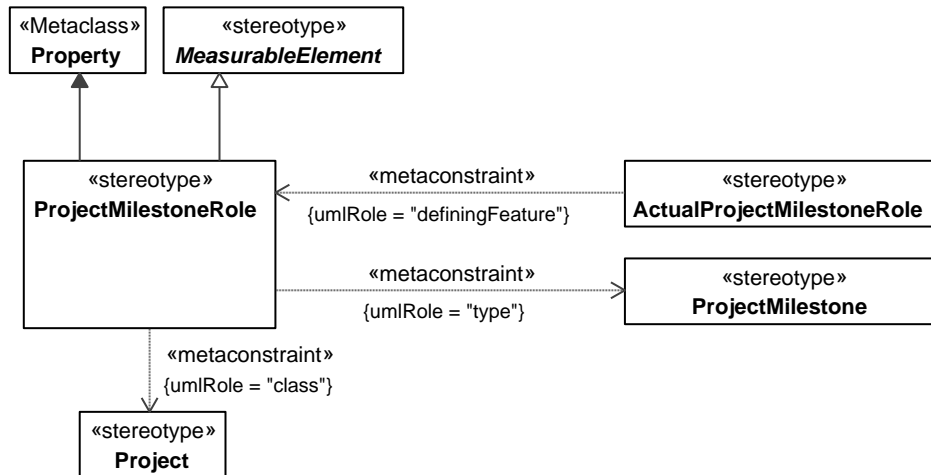 «Metaclass»
Property
«stereotype»
MeasurableElement
«stereotype»
ProjectMilestoneRole
«metaconstraint»
{umlRole = "definingFeature"}
«stereotype»
ActualProjectMilestoneRole
«metaconstraint»
{umlRole = "type"}
«stereotype»
ProjectMilestone
«metaconstraint»
{umlRole = "class"}
«stereotype»
Project